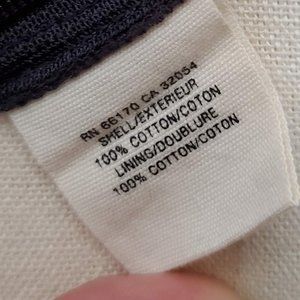 RN 66170 CA 32054
SHELL/EXTERIEUR
100% COTTON/COTON
LINING/DOUBLURE
100% COTTON/COTON